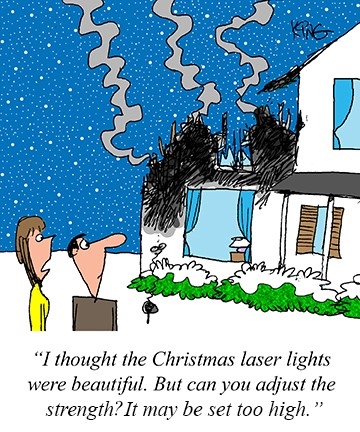 KING
“I thought the Christmas laser lights
were beautiful. But can you adjust the
strength? It may be set too high.”